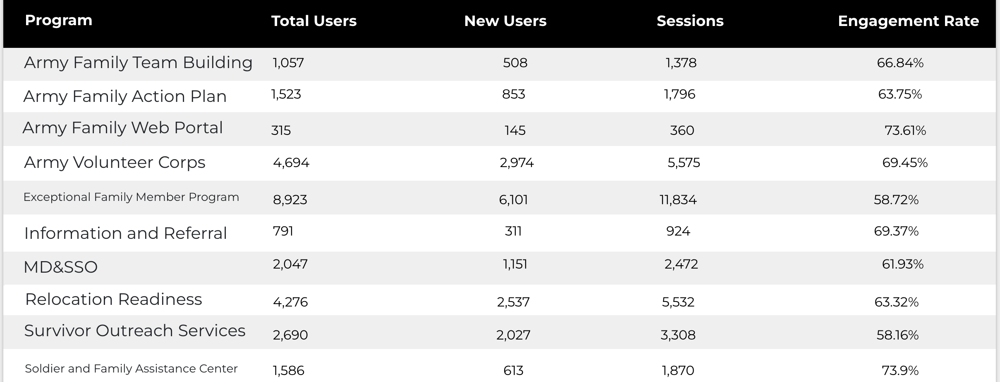 Program Total Users New Users Sessions Engagement Rate
Army Family Team Building 1,057 508 1,378 66.84%
Army Family Action Plan 1,523 853 1,796 63.75%
Army Family Web Portal 315 145 360 73.61%
Army Volunteer Corps 4,694 2,974 5,575 69.45%
Exceptional Family Member Program 8,923 6,101 11,834 58.72%
Information and Referral 791 311 924 69.37%
MD&SSO 2,047 1,151 2,472 61.93%
Relocation Readiness 4,276 2,537 5,532 63.32%
Survivor Outreach Services 2,690 2,027 3,308 58.16%
Soldier and Family Assistance Center 1,586 613 1,870 73.9%